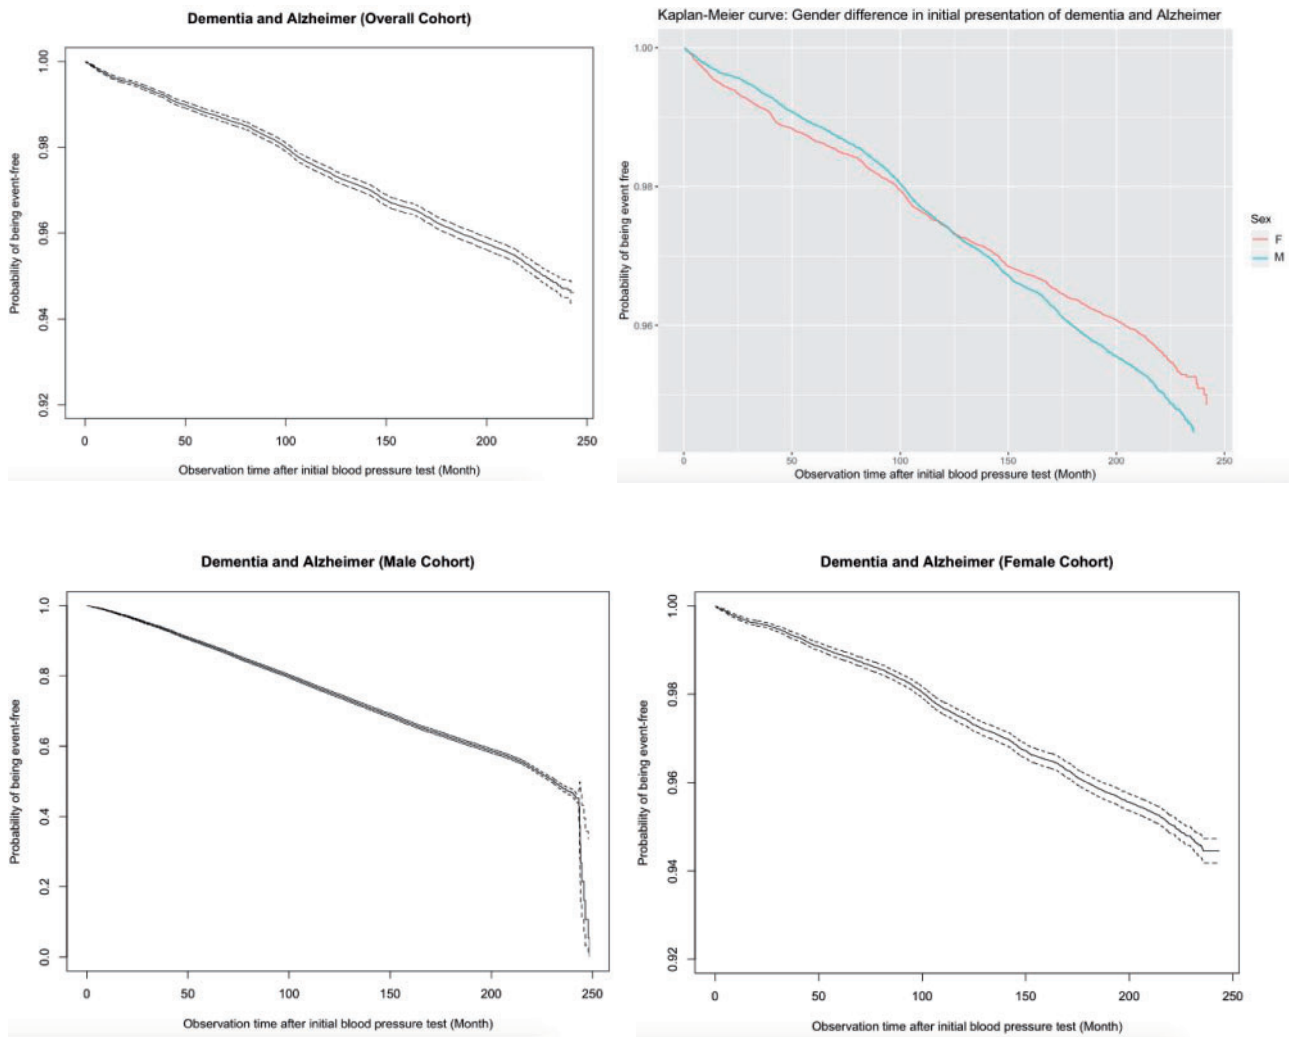 Dementia and Alzheimer (Overall Cohort)
Probability of being event-free
1.00
0.98
0.96
0.94
0.92
0 50 100 150 200 250
Observation time after initial blood pressure test (Month)
Kaplan-Meier curve: Gender difference in initial presentation of dementia and Alzheimer
Probability of being event free
1.00
0.98
0.96
0 50 100 150 200 250
Observation time after initial blood pressure test (Month)
Sex
F
M
Dementia and Alzheimer (Male Cohort)
Probability of being event-free
1.0
0.8
0.6
0.4
0.2
0.0
0 50 100 150 200 250
Observation time after initial blood pressure test (Month)
Dementia and Alzheimer (Female Cohort)
Probability of being event-free
1.00
0.98
0.96
0.94
0.92
0 50 100 150 200 250
Observation time after initial blood pressure test (Month)